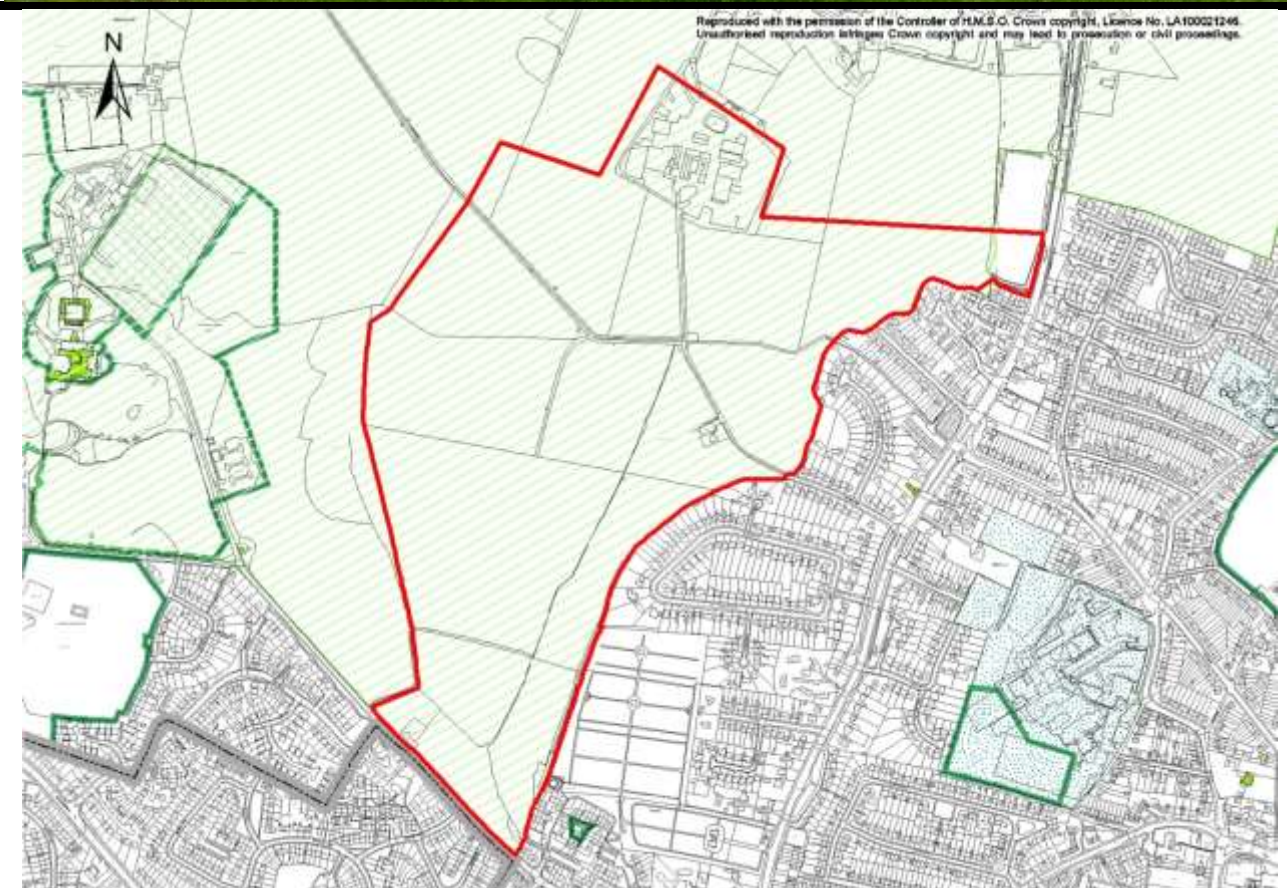 Reproduced with the permission of the Controller of H.M.S.O. Crown copyright, Licence No. LA100021246.
Unauthorised reproduction infringes Crown copyright and may lead to prosecution or civil proceedings.
N